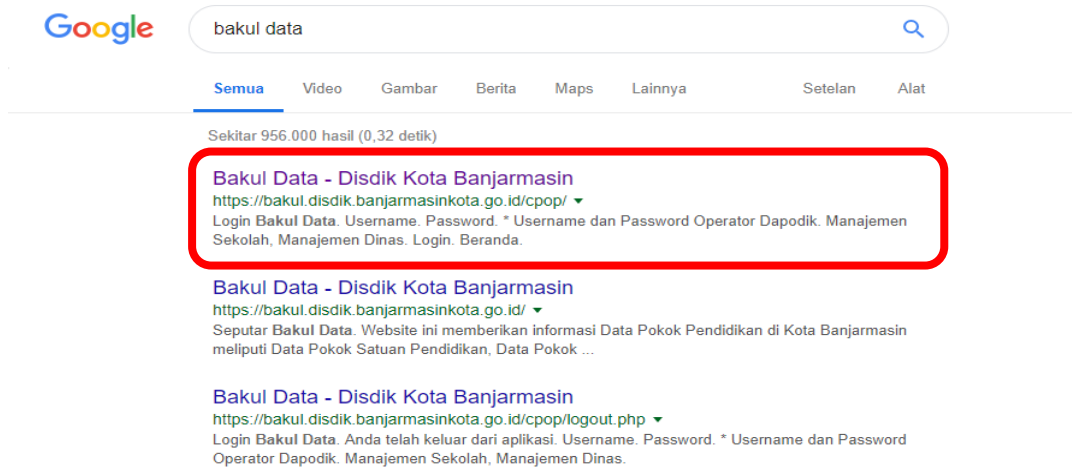 Google
bakul data
Semua Video Gambar Berita Maps Lainnya Setelan Alat
Sekitar 956.000 hasil (0,32 detik)
Bakul Data - Disdik Kota Banjarmasin
https://bakul.disdik.banjarmasinkota.go.id/cpop/
Login Bakul Data. Username. Password. * Username dan Password Operator Dapodik. Manajemen
Sekolah, Manajemen Dinas. Login. Beranda.
Bakul Data - Disdik Kota Banjarmasin
https://bakul.disdik.banjarmasinkota.go.id/
Seputar Bakul Data. Website ini memberikan informasi Data Pokok Pendidikan di Kota Banjarmasin
meliputi Data Pokok Satuan Pendidikan, Data Pokok ...
Bakul Data - Disdik Kota Banjarmasin
https://bakul.disdik.banjarmasinkota.go.id/cpop/logout.php
Login Bakul Data. Anda telah keluar dari aplikasi. Username. Password. * Username dan Password
Operator Dapodik. Manajemen Sekolah, Manajemen Dinas.